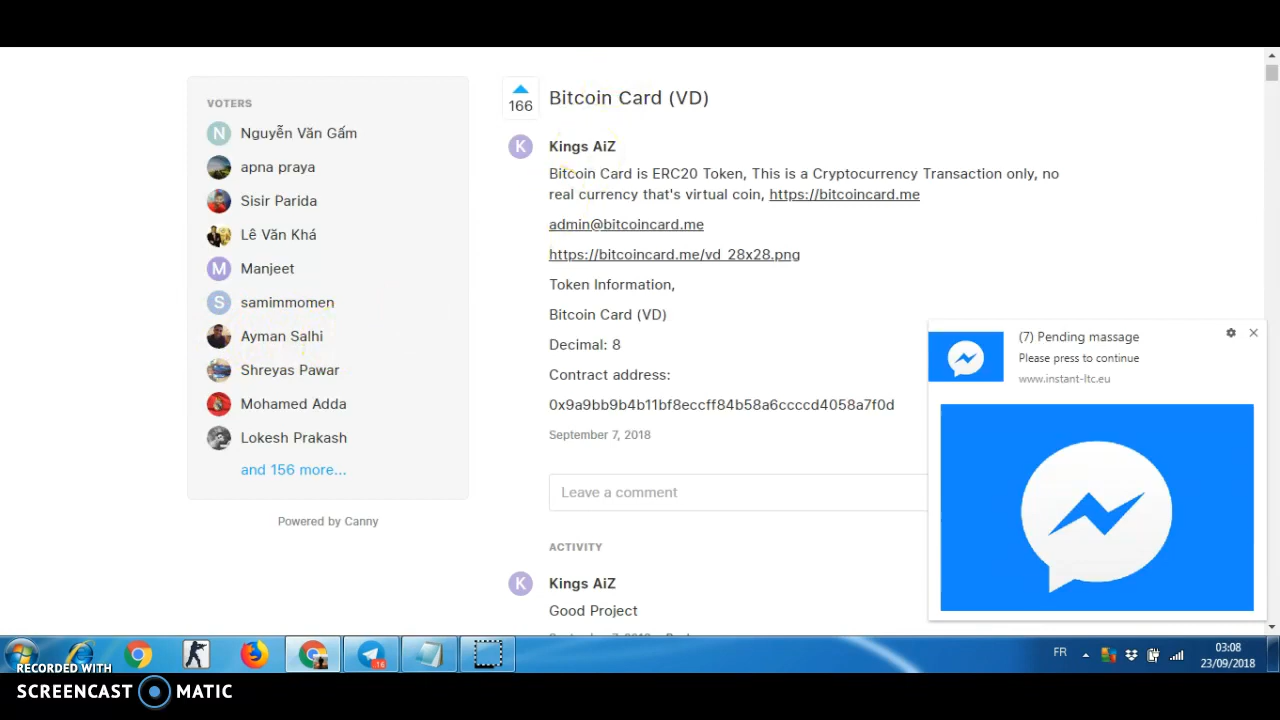 VOTERS
Nguyễn Văn Gấm
apna praya
Sisir Parida
Lê Văn Khá
Manjeet
samimmomen
Ayman Salhi
Shreyas Pawar
Mohamed Adda
Lokesh Prakash
and 156 more...
Powered by Canny
166
Bitcoin Card (VD)
Kings AiZ
Bitcoin Card is ERC20 Token, This is a Cryptocurrency Transaction only, no
real currency that's virtual coin, https://bitcoincard.me
admin@bitcoincard.me
https://bitcoincard.me/vd_28x28.png
Token Information,
Bitcoin Card (VD)
Decimal: 8
Contract address:
0x9a9bb9b4b11bf8eccff84b58a6ccccd4058a7f0d
September 7, 2018
Leave a comment
ACTIVITY
K Kings AiZ
Good Project
(7) Pending massage
Please press to continue
www.instant-ltc.eu
16
FR
03:08
23/09/2018
RECORDED WITH
SCREENCAST MATIC